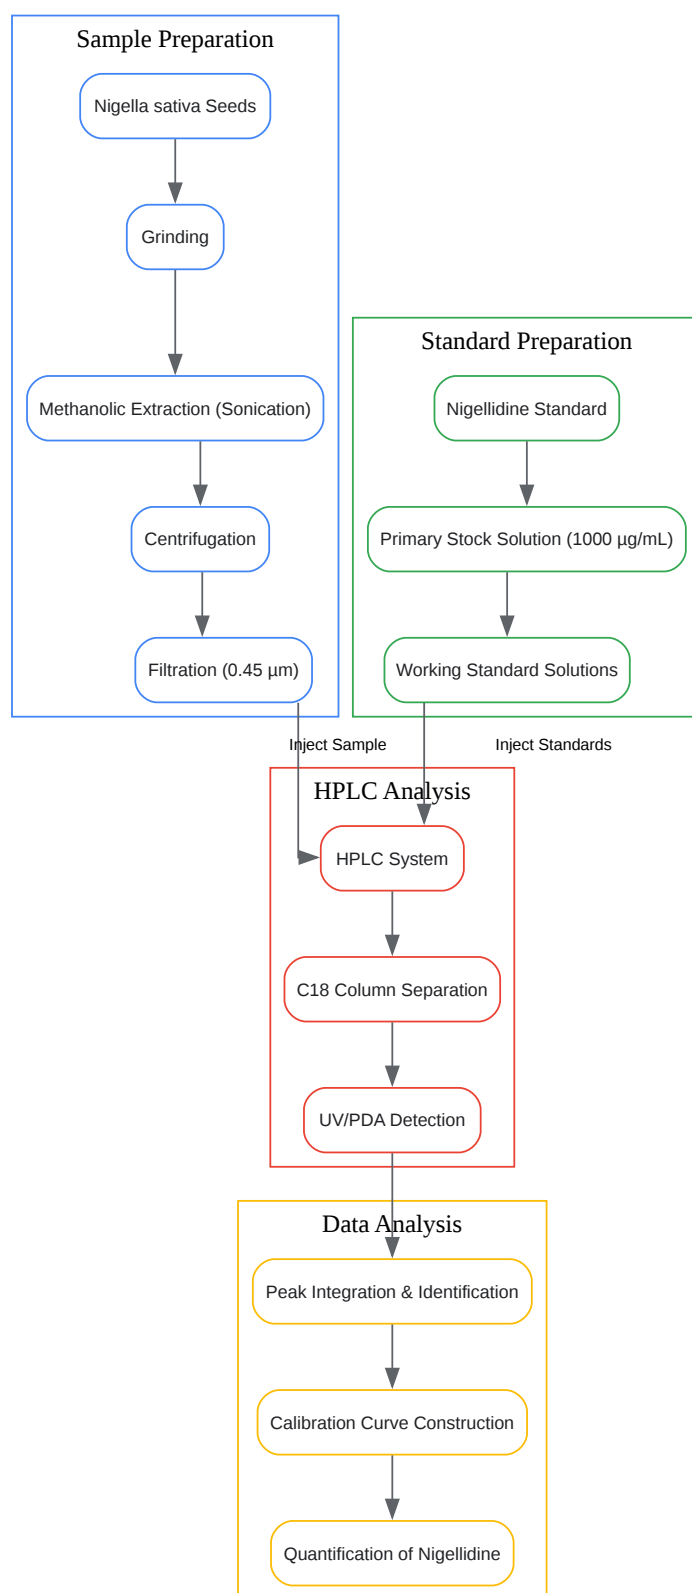 Sample Preparation
Nigella sativa Seeds
Grinding
Methanolic Extraction (Sonication)
Centrifugation
Filtration (0.45 µm)
Standard Preparation
Nigellidine Standard
Primary Stock Solution (1000 µg/mL)
Working Standard Solutions
Inject Sample
Inject Standards
HPLC Analysis
HPLC System
C18 Column Separation
UV/PDA Detection
Data Analysis
Peak Integration & Identification
Calibration Curve Construction
Quantification of Nigellidine